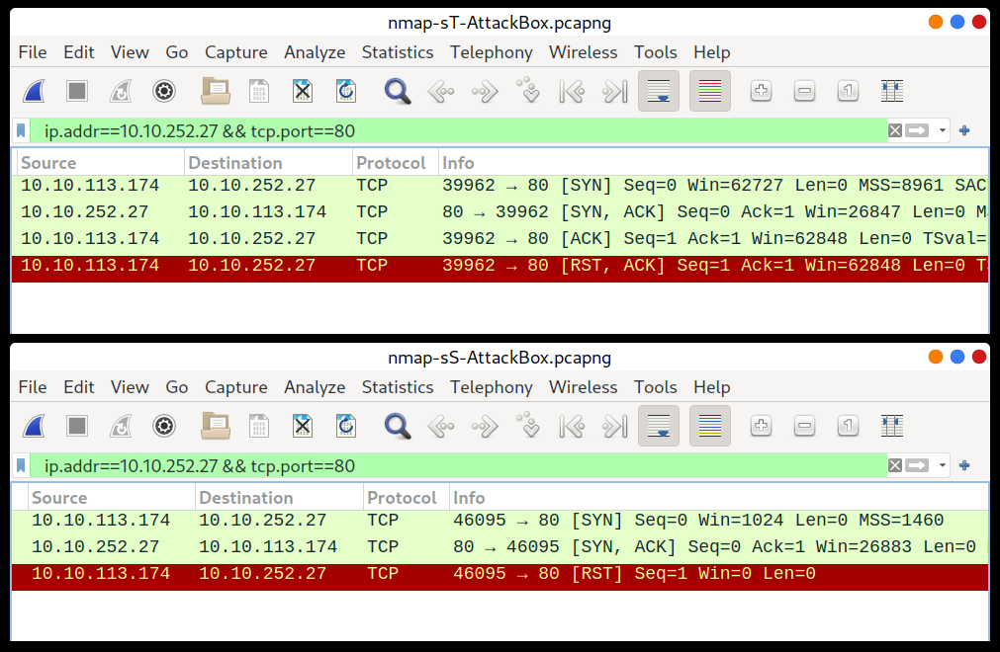 nmap-sT-AttackBox.pcapng
File Edit View Go Capture Analyze Statistics Telephony Wireless Tools Help
ip.addr==10.10.252.27 && tcp.port==80
Source Destination Protocol Info
10.10.113.174 10.10.252.27 TCP 39962 → 80 [SYN] Seq=0 Win=62727 Len=0 MSS=8961 SAC
10.10.252.27 10.10.113.174 TCP 80 → 39962 [SYN, ACK] Seq=0 Ack=1 Win=26847 Len=0 M
10.10.113.174 10.10.252.27 TCP 39962 → 80 [ACK] Seq=1 Ack=1 Win=62848 Len=0 TSval=
10.10.113.174 10.10.252.27 TCP 39962 → 80 [RST, ACK] Seq=1 Ack=1 Win=62848 Len=0 T
nmap-sS-AttackBox.pcapng
File Edit View Go Capture Analyze Statistics Telephony Wireless Tools Help
ip.addr==10.10.252.27 && tcp.port==80
Source Destination Protocol Info
10.10.113.174 10.10.252.27 TCP 46095 → 80 [SYN] Seq=0 Win=1024 Len=0 MSS=1460
10.10.252.27 10.10.113.174 TCP 80 → 46095 [SYN, ACK] Seq=0 Ack=1 Win=26883 Len=0
10.10.113.174 10.10.252.27 TCP 46095 → 80 [RST] Seq=1 Win=0 Len=0